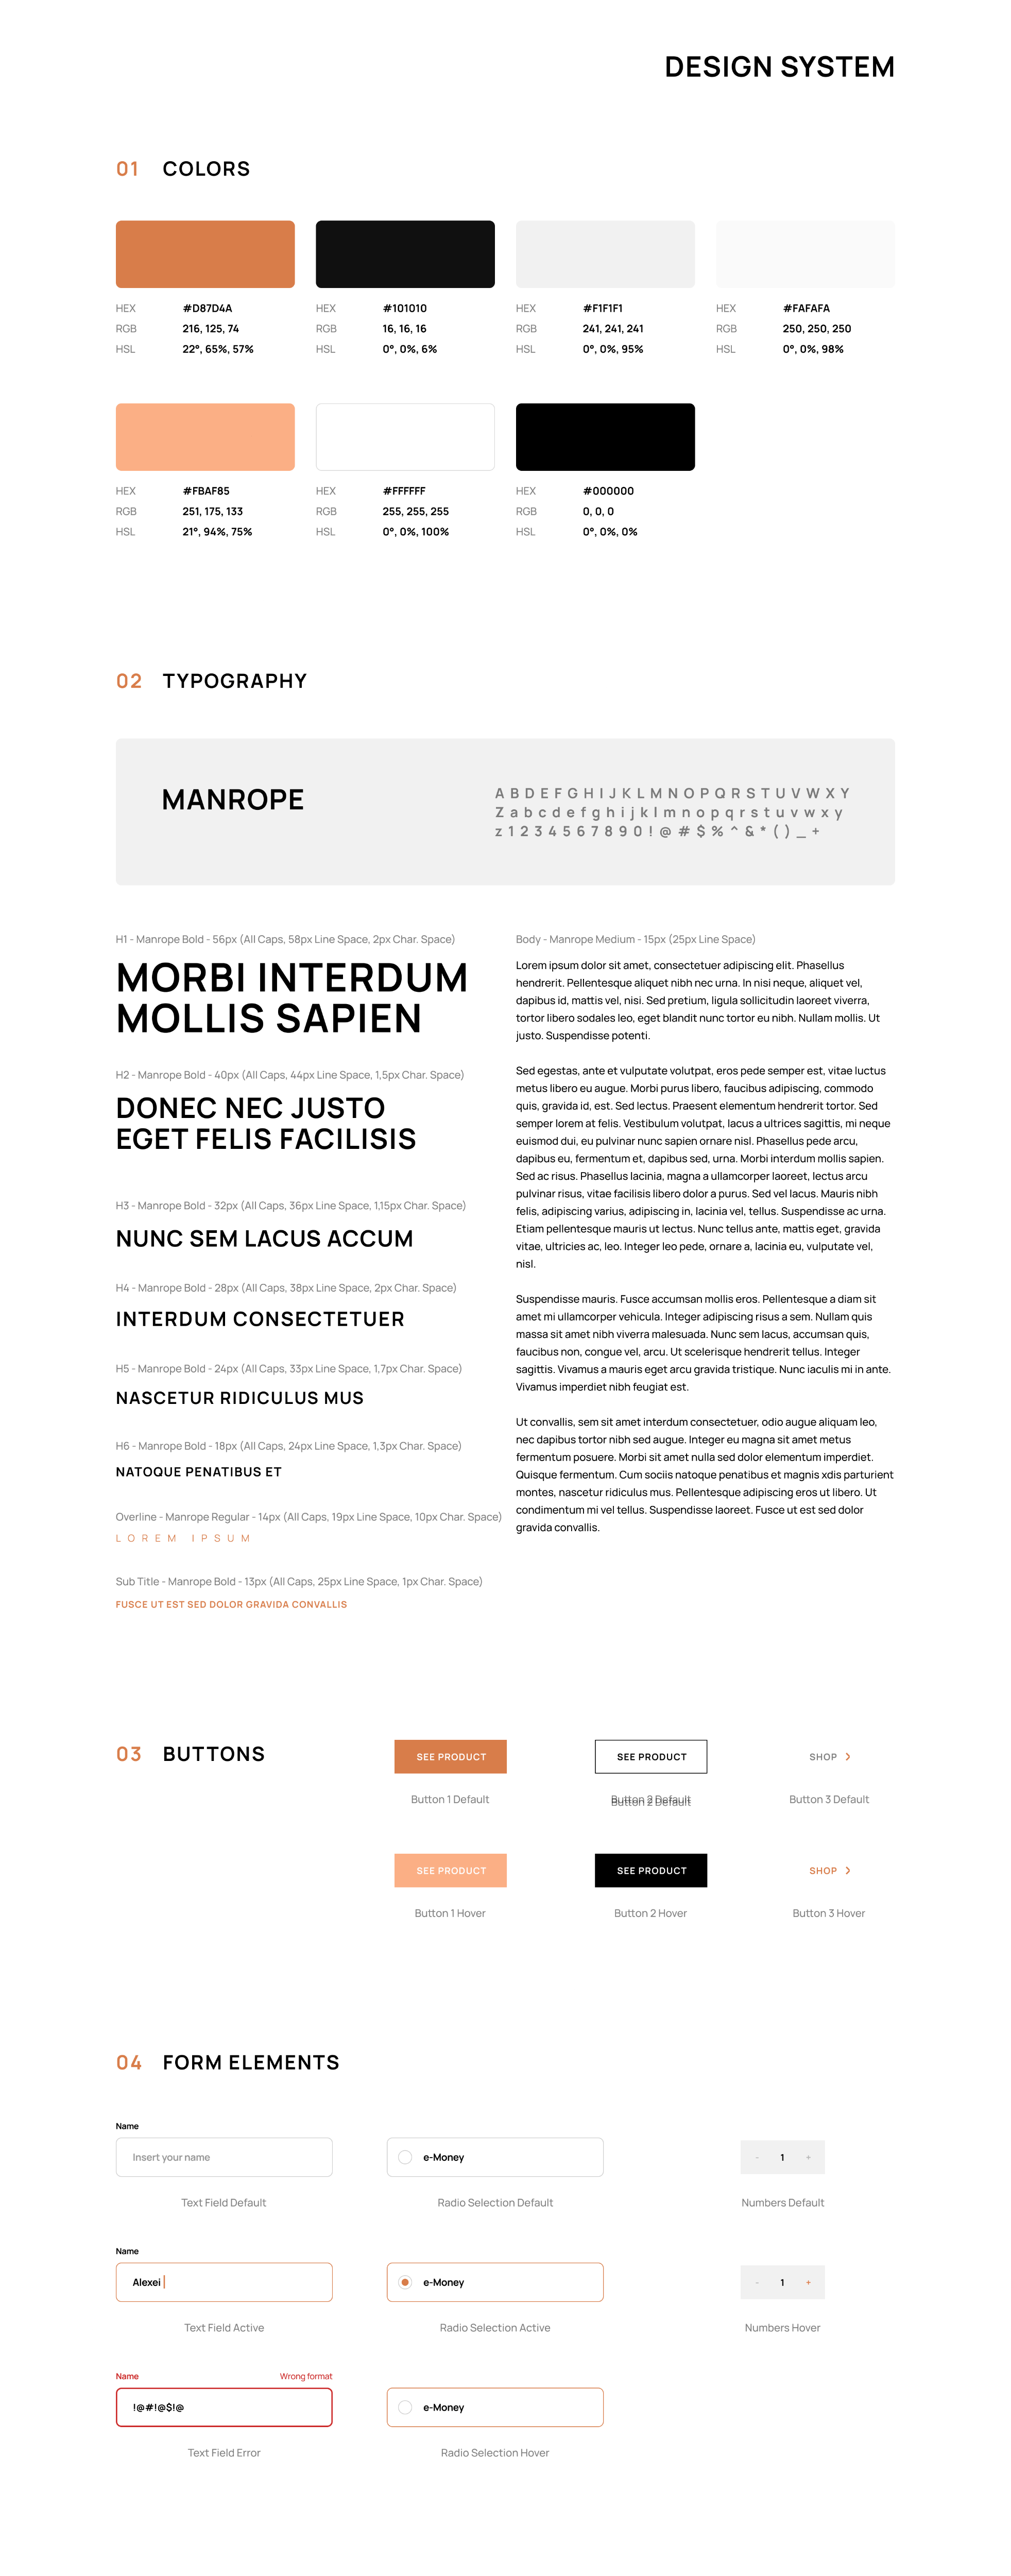 DESIGN SYSTEM
01 COLORS
HEX #D87D4A
RGB 216, 125, 74
HSL 22°, 65%, 57%
HEX #101010
RGB 16, 16, 16
HSL 0°, 0%, 6%
HEX #F1F1F1
RGB 241, 241, 241
HSL 0°, 0%, 95%
HEX #FAFAFA
RGB 250, 250, 250
HSL 0°, 0%, 98%
HEX #FBAF85
RGB 251, 175, 133
HSL 21°, 94%, 75%
HEX #FFFFFF
RGB 255, 255, 255
HSL 0°, 0%, 100%
HEX #000000
RGB 0, 0, 0
HSL 0°, 0%, 0%
02 TYPOGRAPHY
MANROPE
A B D E F G H I J K L M N O P Q R S T U V W X Y
Z a b c d e f g h i j k l m n o p q r s t u v w x y
z 1 2 3 4 5 6 7 8 9 0 ! @ # $ % ^ & * ( ) _ +
H1 - Manrope Bold - 56px (All Caps, 58px Line Space, 2px Char. Space)
MORBI INTERDUM
MOLLIS SAPIEN
H2 - Manrope Bold - 40px (All Caps, 44px Line Space, 1,5px Char. Space)
DONEC NEC JUSTO
EGET FELIS FACILISIS
H3 - Manrope Bold - 32px (All Caps, 36px Line Space, 1,15px Char. Space)
NUNC SEM LACUS ACCUM
H4 - Manrope Bold - 28px (All Caps, 38px Line Space, 2px Char. Space)
INTERDUM CONSECTETUER
H5 - Manrope Bold - 24px (All Caps, 33px Line Space, 1,7px Char. Space)
NASCETUR RIDICULUS MUS
H6 - Manrope Bold - 18px (All Caps, 24px Line Space, 1,3px Char. Space)
NATOQUE PENATIBUS ET
Overline - Manrope Regular - 14px (All Caps, 19px Line Space, 10px Char. Space)
LOREM IPSUM
Sub Title - Manrope Bold - 13px (All Caps, 25px Line Space, 1px Char. Space)
FUSCE UT EST SED DOLOR GRAVIDA CONVALLIS
Body - Manrope Medium - 15px (25px Line Space)
Lorem ipsum dolor sit amet, consectetuer adipiscing elit. Phasellus
hendrerit. Pellentesque aliquet nibh nec urna. In nisi neque, aliquet vel,
dapibus id, mattis vel, nisi. Sed pretium, ligula sollicitudin laoreet viverra,
tortor libero sodales leo, eget blandit nunc tortor eu nibh. Nullam mollis. Ut
justo. Suspendisse potenti.
Sed egestas, ante et vulputate volutpat, eros pede semper est, vitae luctus
metus libero eu augue. Morbi purus libero, faucibus adipiscing, commodo
quis, gravida id, est. Sed lectus. Praesent elementum hendrerit tortor. Sed
semper lorem at felis. Vestibulum volutpat, lacus a ultrices sagittis, mi neque
euismod dui, eu pulvinar nunc sapien ornare nisl. Phasellus pede arcu,
dapibus eu, fermentum et, dapibus sed, urna. Morbi interdum mollis sapien.
Sed ac risus. Phasellus lacinia, magna a ullamcorper laoreet, lectus arcu
pulvinar risus, vitae facilisis libero dolor a purus. Sed vel lacus. Mauris nibh
felis, adipiscing varius, adipiscing in, lacinia vel, tellus. Suspendisse ac urna.
Etiam pellentesque mauris ut lectus. Nunc tellus ante, mattis eget, gravida
vitae, ultricies ac, leo. Integer leo pede, ornare a, lacinia eu, vulputate vel,
nisl.
Suspendisse mauris. Fusce accumsan mollis eros. Pellentesque a diam sit
amet mi ullamcorper vehicula. Integer adipiscing risus a sem. Nullam quis
massa sit amet nibh viverra malesuada. Nunc sem lacus, accumsan quis,
faucibus non, congue vel, arcu. Ut scelerisque hendrerit tellus. Integer
sagittis. Vivamus a mauris eget arcu gravida tristique. Nunc iaculis mi in ante.
Vivamus imperdiet nibh feugiat est.
Ut convallis, sem sit amet interdum consectetuer, odio augue aliquam leo,
nec dapibus tortor nibh sed augue. Integer eu magna sit amet metus
fermentum posuere. Morbi sit amet nulla sed dolor elementum imperdiet.
Quisque fermentum. Cum sociis natoque penatibus et magnis xdis parturient
montes, nascetur ridiculus mus. Pellentesque adipiscing eros ut libero. Ut
condimentum mi vel tellus. Suspendisse laoreet. Fusce ut est sed dolor
gravida convallis.
03 BUTTONS
SEE PRODUCT
Button 1 Default
SEE PRODUCT
Button 2 Default
Button 2 Default
SHOP
Button 3 Default
SEE PRODUCT
Button 1 Hover
SEE PRODUCT
Button 2 Hover
SHOP
Button 3 Hover
04 FORM ELEMENTS
Name
Insert your name
Text Field Default
e-Money
Radio Selection Default
- 1 +
Numbers Default
Name
Alexei
Text Field Active
e-Money
Radio Selection Active
- 1 +
Numbers Hover
Name Wrong format
!@#!@$!@
Text Field Error
e-Money
Radio Selection Hover